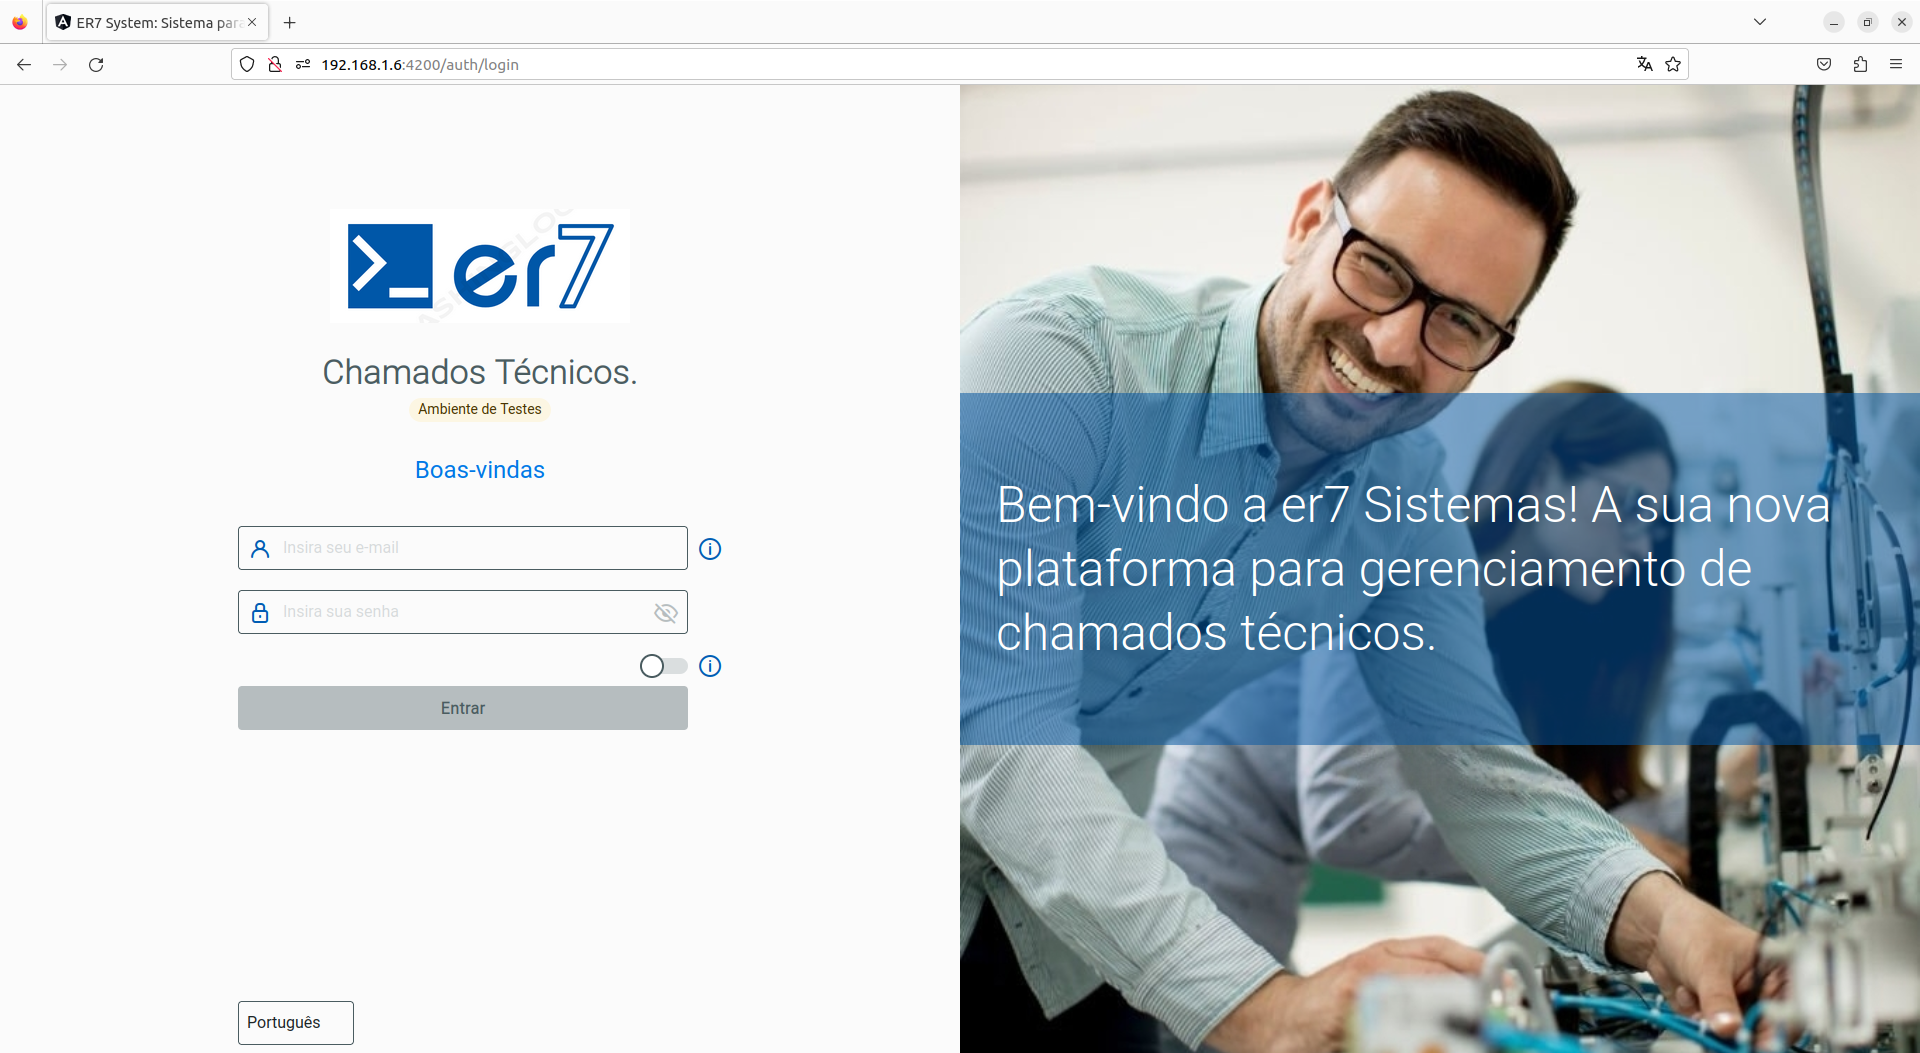 ER7 System: Sistema par
192.168.1.6:4200/auth/login
er7
Chamados Técnicos.
Ambiente de Testes
Boas-vindas
Insira seu e-mail
Insira sua senha
Entrar
Português
Bem-vindo a er7 Sistemas! A sua nova
plataforma para gerenciamento de
chamados técnicos.